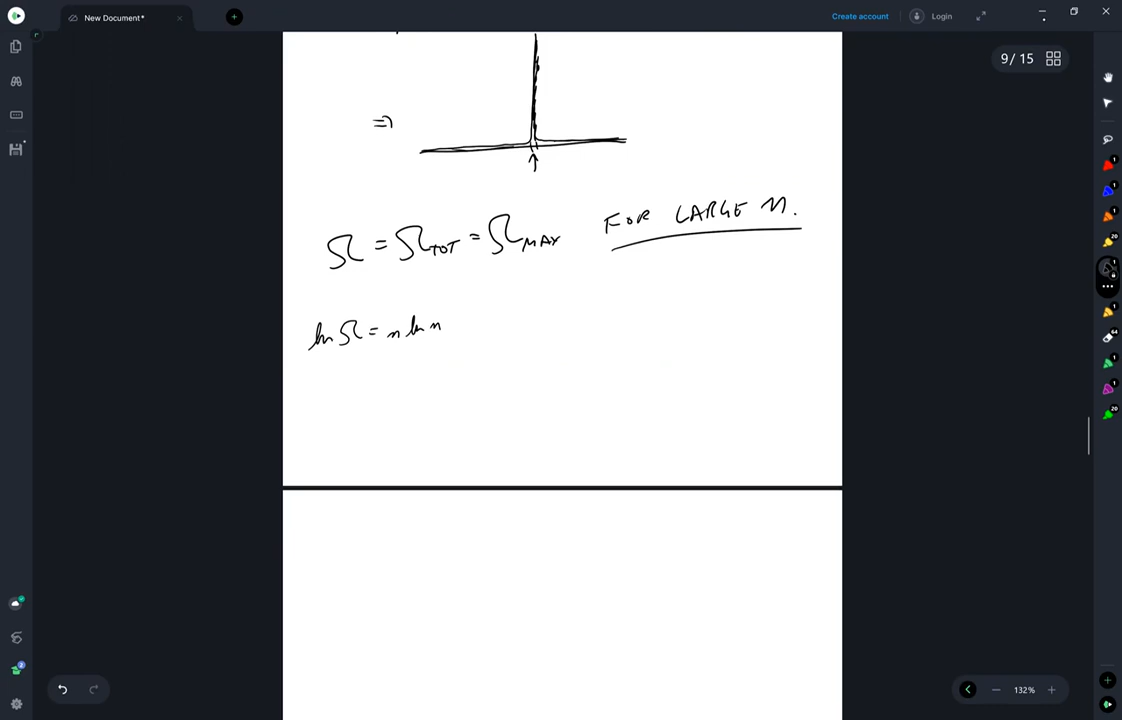 New Document*
Create account
Login
9/ 15
⇒
Ω = Ω_TOT = Ω_MAX FOR LARGE n.
ln Ω = n ln n
132%